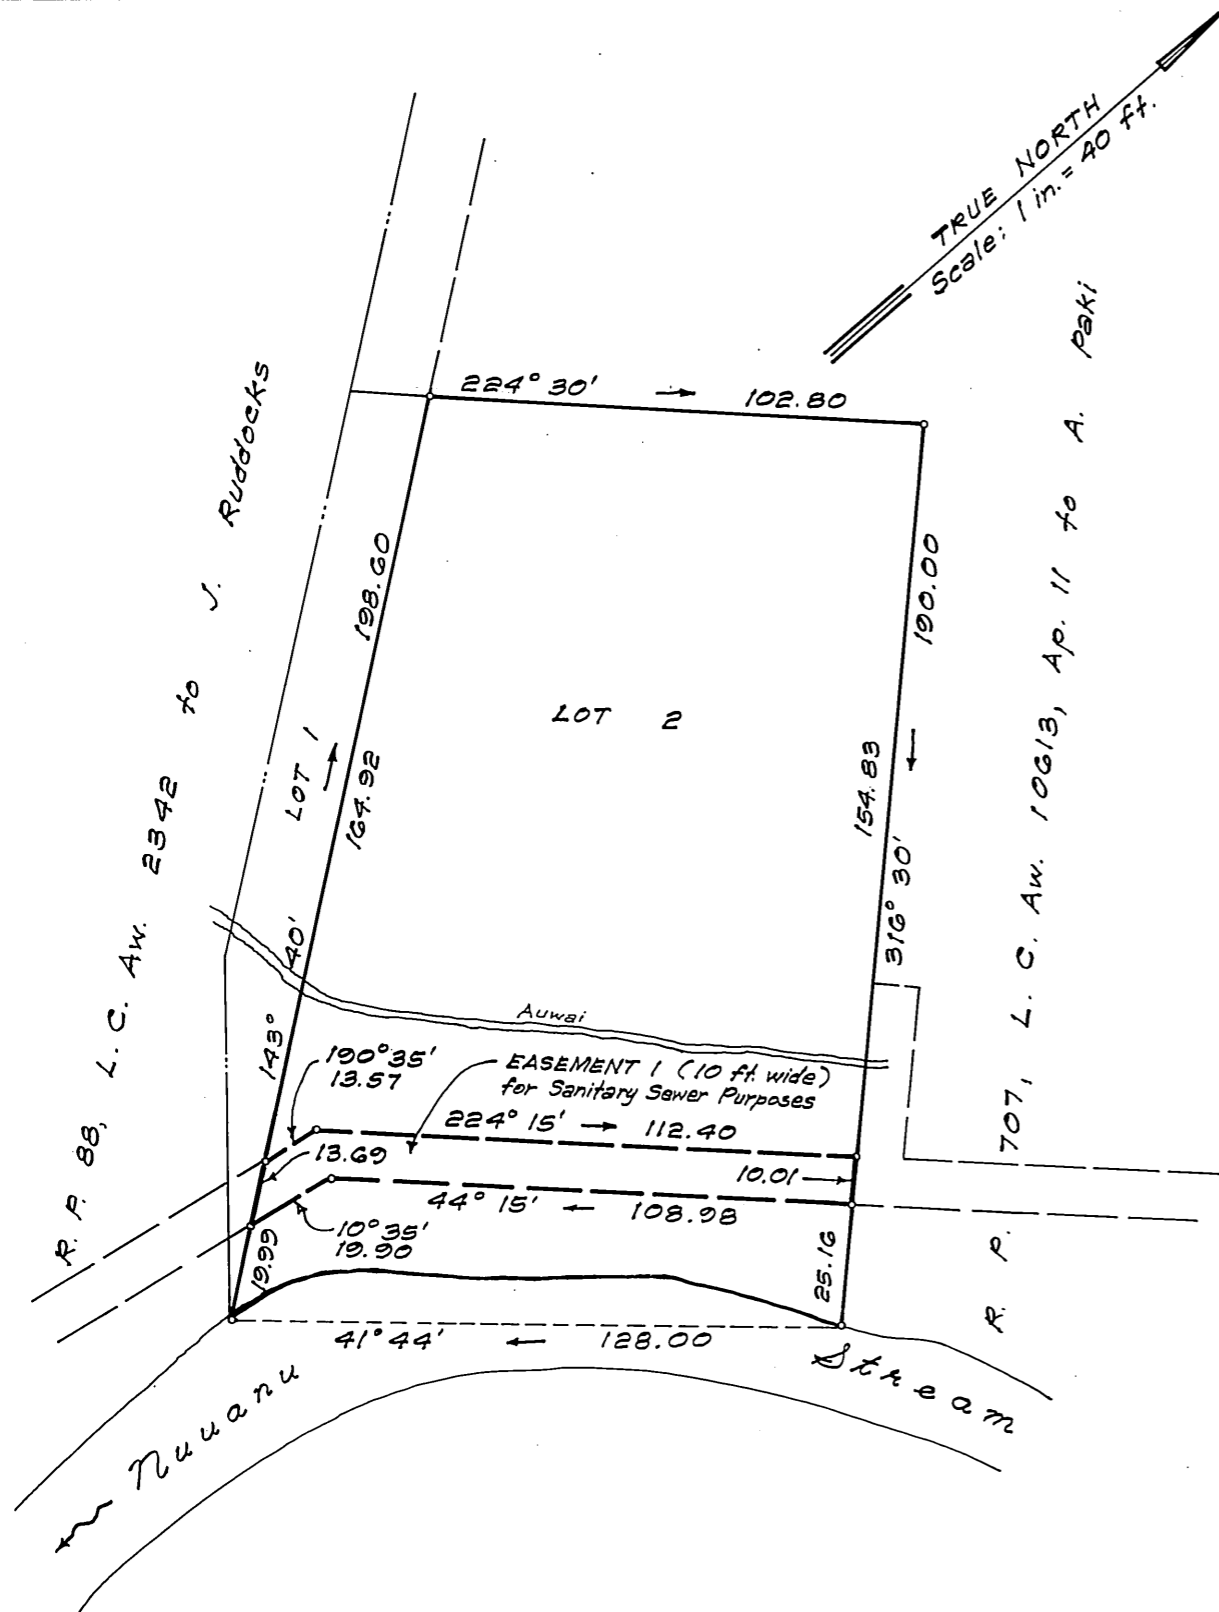 TRUE NORTH
Scale: 1 in. = 40 ft.
224° 30' 102.80
R. P. 88, L. C. Aw. 2342 to J. Ruddocks
R. P. 707, L. C. Aw. 10613, Ap. 11 to A. Paki
143° 40'
164.92
198.60
190.00
154.83
316° 30'
LOT 1
LOT 2
Auwai
190° 35'
13.57
EASEMENT 1 (10 ft. wide)
for Sanitary Sewer Purposes
224° 15' 112.40
13.69
10.01
44° 15' 108.98
10° 35'
19.90
19.99
25.16
41° 44' 128.00
Nuuanu Stream